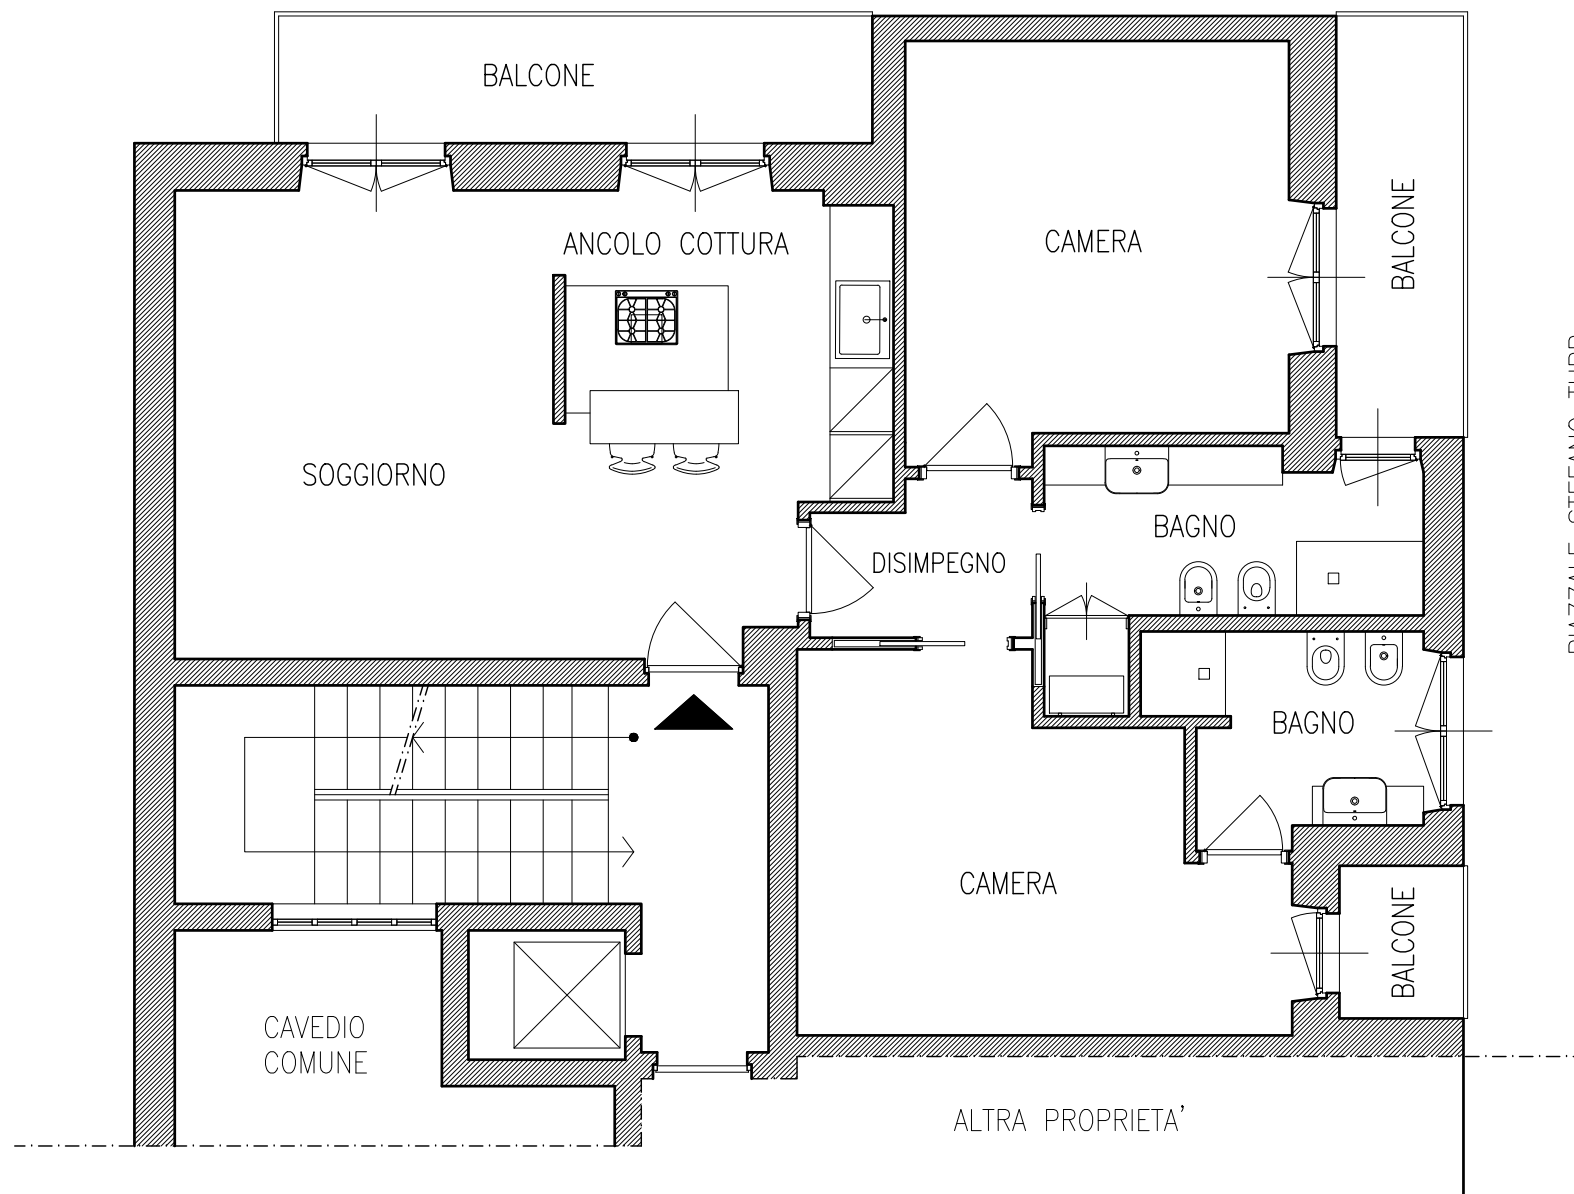 BALCONE
ANCOLO COTTURA
CAMERA
BALCONE
SOGGIORNO
BAGNO
DISIMPEGNO
BAGNO
CAMERA
BALCONE
CAVEDIO
COMUNE
ALTRA PROPRIETA'